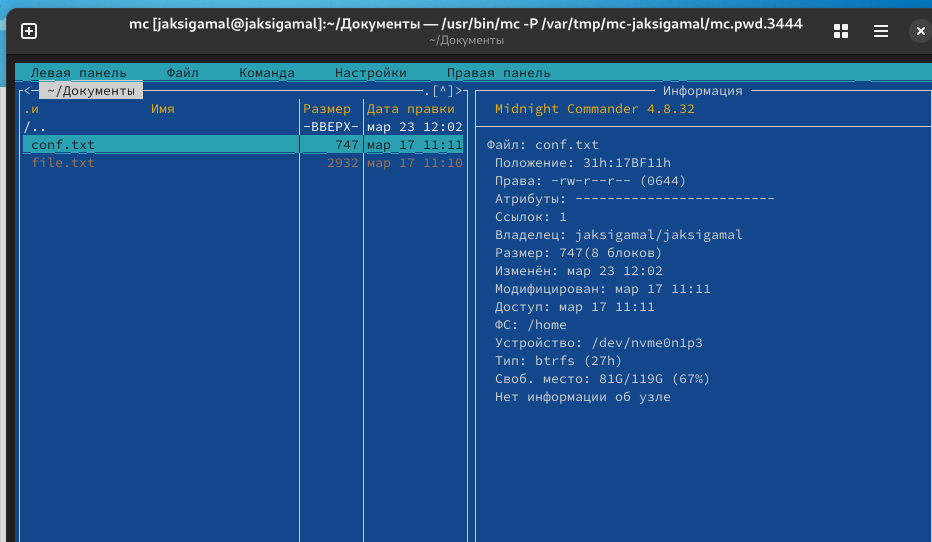 mc [jaksigamal@jaksigamal]:~/Документы — /usr/bin/mc -P /var/tmp/mc-jaksigamal/mc.pwd.3444
~/Документы
Левая панель Файл Команда Настройки Правая панель
<— ~/Документы .[^]>
.и Имя Размер Дата правки
/.. -ВВЕРХ- мар 23 12:02
conf.txt 747 мар 17 11:11
file.txt 2932 мар 17 11:10
Информация
Midnight Commander 4.8.32
Файл: conf.txt
Положение: 31h:17BF11h
Права: -rw-r--r-- (0644)
Атрибуты: -------------------------
Ссылок: 1
Владелец: jaksigamal/jaksigamal
Размер: 747(8 блоков)
Изменён: мар 23 12:02
Модифицирован: мар 17 11:11
Доступ: мар 17 11:11
ФС: /home
Устройство: /dev/nvme0n1p3
Тип: btrfs (27h)
Своб. место: 81G/119G (67%)
Нет информации об узле